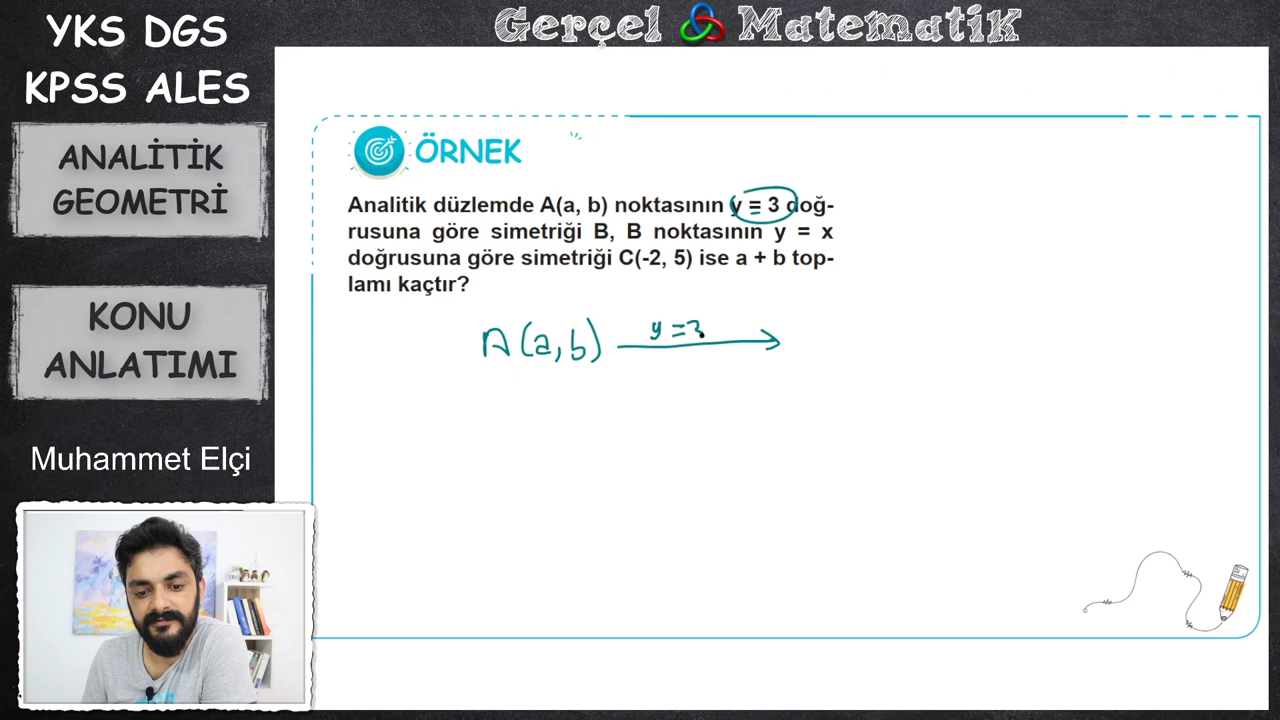 YKS DGS
KPSS ALES
ANALİTİK
GEOMETRİ
KONU
ANLATIMI
Muhammet Elçi
Gerçel Matematik
ÖRNEK
Analitik düzlemde A(a, b) noktasının y = 3 doğ-
rusuna göre simetriği B, B noktasının y = x
doğrusuna göre simetriği C(-2, 5) ise a + b top-
lamı kaçtır?
A(a,b) y=3